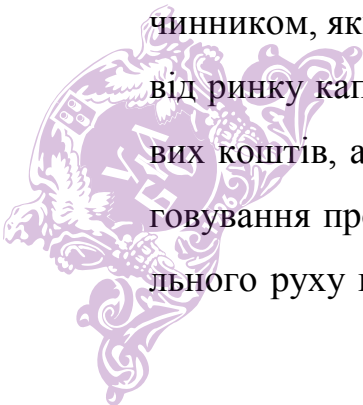 чинником, як
від ринку кап
вих коштів, а
говування пр
льного руху